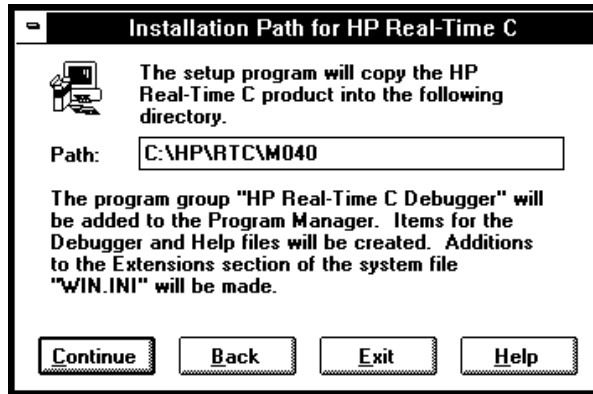 Installation Path for HP Real-Time C
The setup program will copy the HP
Real-Time C product into the following
directory.
Path: C:\HP\RTC\M040
The program group "HP Real-Time C Debugger" will
be added to the Program Manager. Items for the
Debugger and Help files will be created. Additions
to the Extensions section of the system file
"WIN.INI" will be made.
Continue Back Exit Help